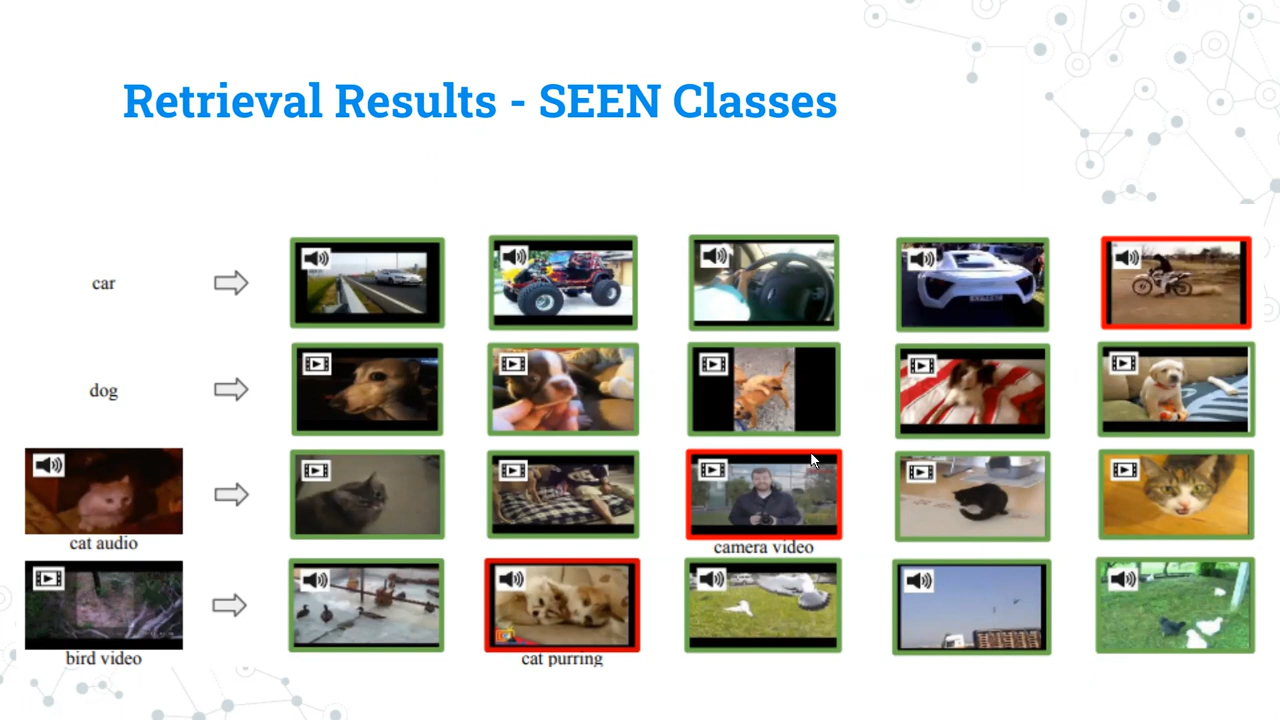 Retrieval Results - SEEN Classes
car
dog
cat audio
camera video
bird video
cat purring